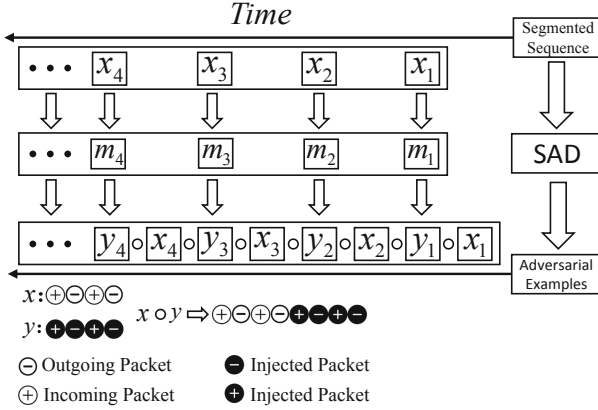 Time
Segmented
Sequence
• • • x₄ x₃ x₂ x₁
• • • m₄ m₃ m₂ m₁
SAD
• • • y₄ ∘ x₄ ∘ y₃ ∘ x₃ ∘ y₂ ∘ x₂ ∘ y₁ ∘ x₁
Adversarial
Examples
x: ⊕⊖⊕⊖
y: ⊕⊖⊕⊖ x ∘ y ⇨ ⊕⊖⊕⊖⊕⊖⊕⊖
⊖ Outgoing Packet ⊖ Injected Packet
⊕ Incoming Packet ⊕ Injected Packet